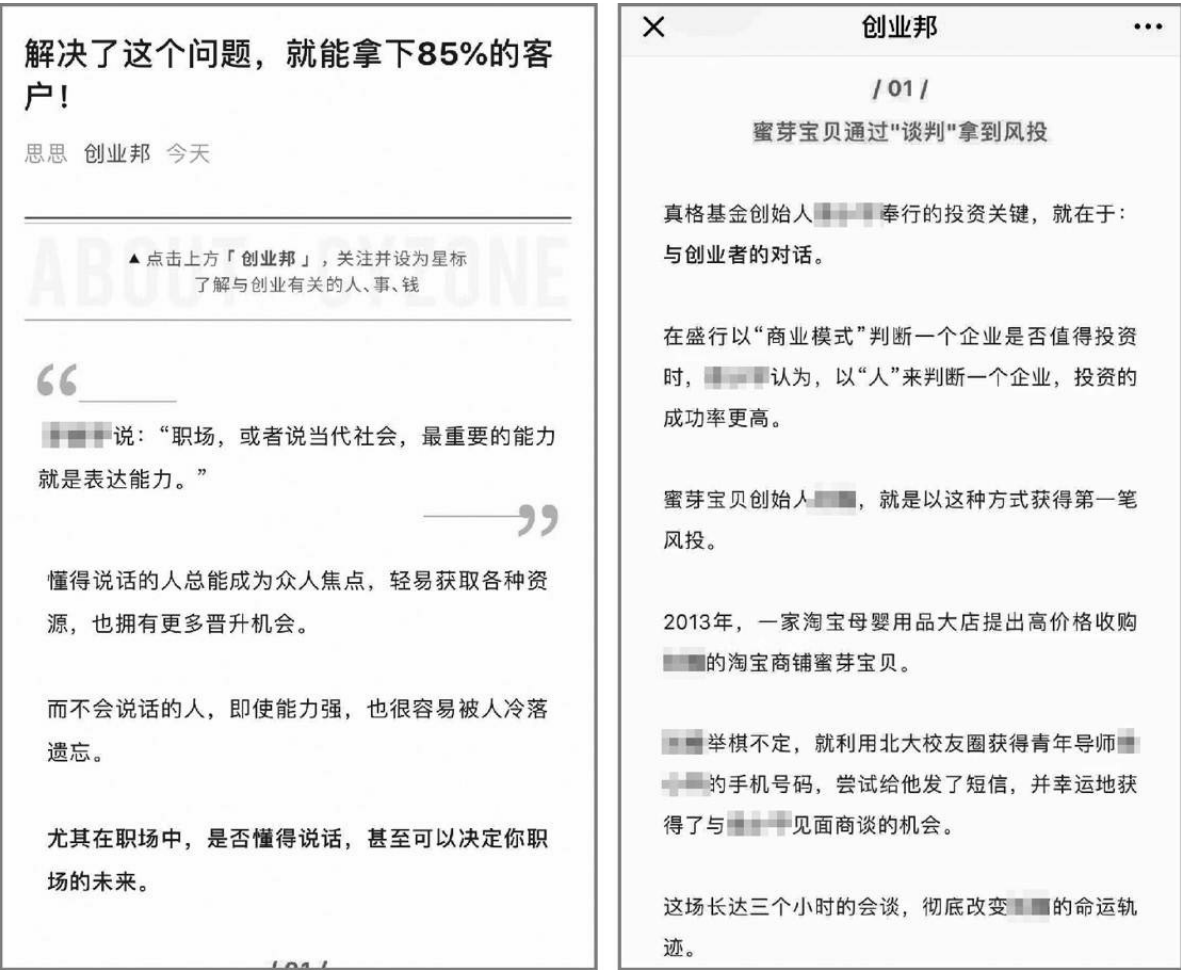 解决了这个问题，就能拿下85%的客
户！
思思 创业邦 今天
ABOUT CYZONE
▲点击上方「创业邦」，关注并设为星标
了解与创业有关的人、事、钱
“
说：“职场，或者说当代社会，最重要的能力
就是表达能力。”
”
懂得说话的人总能成为众人焦点，轻易获取各种资
源，也拥有更多晋升机会。
而不会说话的人，即使能力强，也很容易被人冷落
遗忘。
尤其在职场中，是否懂得说话，甚至可以决定你职
场的未来。
/ 01 /
创业邦
/ 01 /
蜜芽宝贝通过"谈判"拿到风投
真格基金创始人奉行的投资关键，就在于：
与创业者的对话。
在盛行以“商业模式”判断一个企业是否值得投资
时，认为，以“人”来判断一个企业，投资的
成功率更高。
蜜芽宝贝创始人，就是以这种方式获得第一笔
风投。
2013年，一家淘宝母婴用品大店提出高价格收购
的淘宝商铺蜜芽宝贝。
举棋不定，就利用北大校友圈获得青年导师
的手机号码，尝试给他发了短信，并幸运地获
得了与见面商谈的机会。
这场长达三个小时的会谈，彻底改变的命运轨
迹。